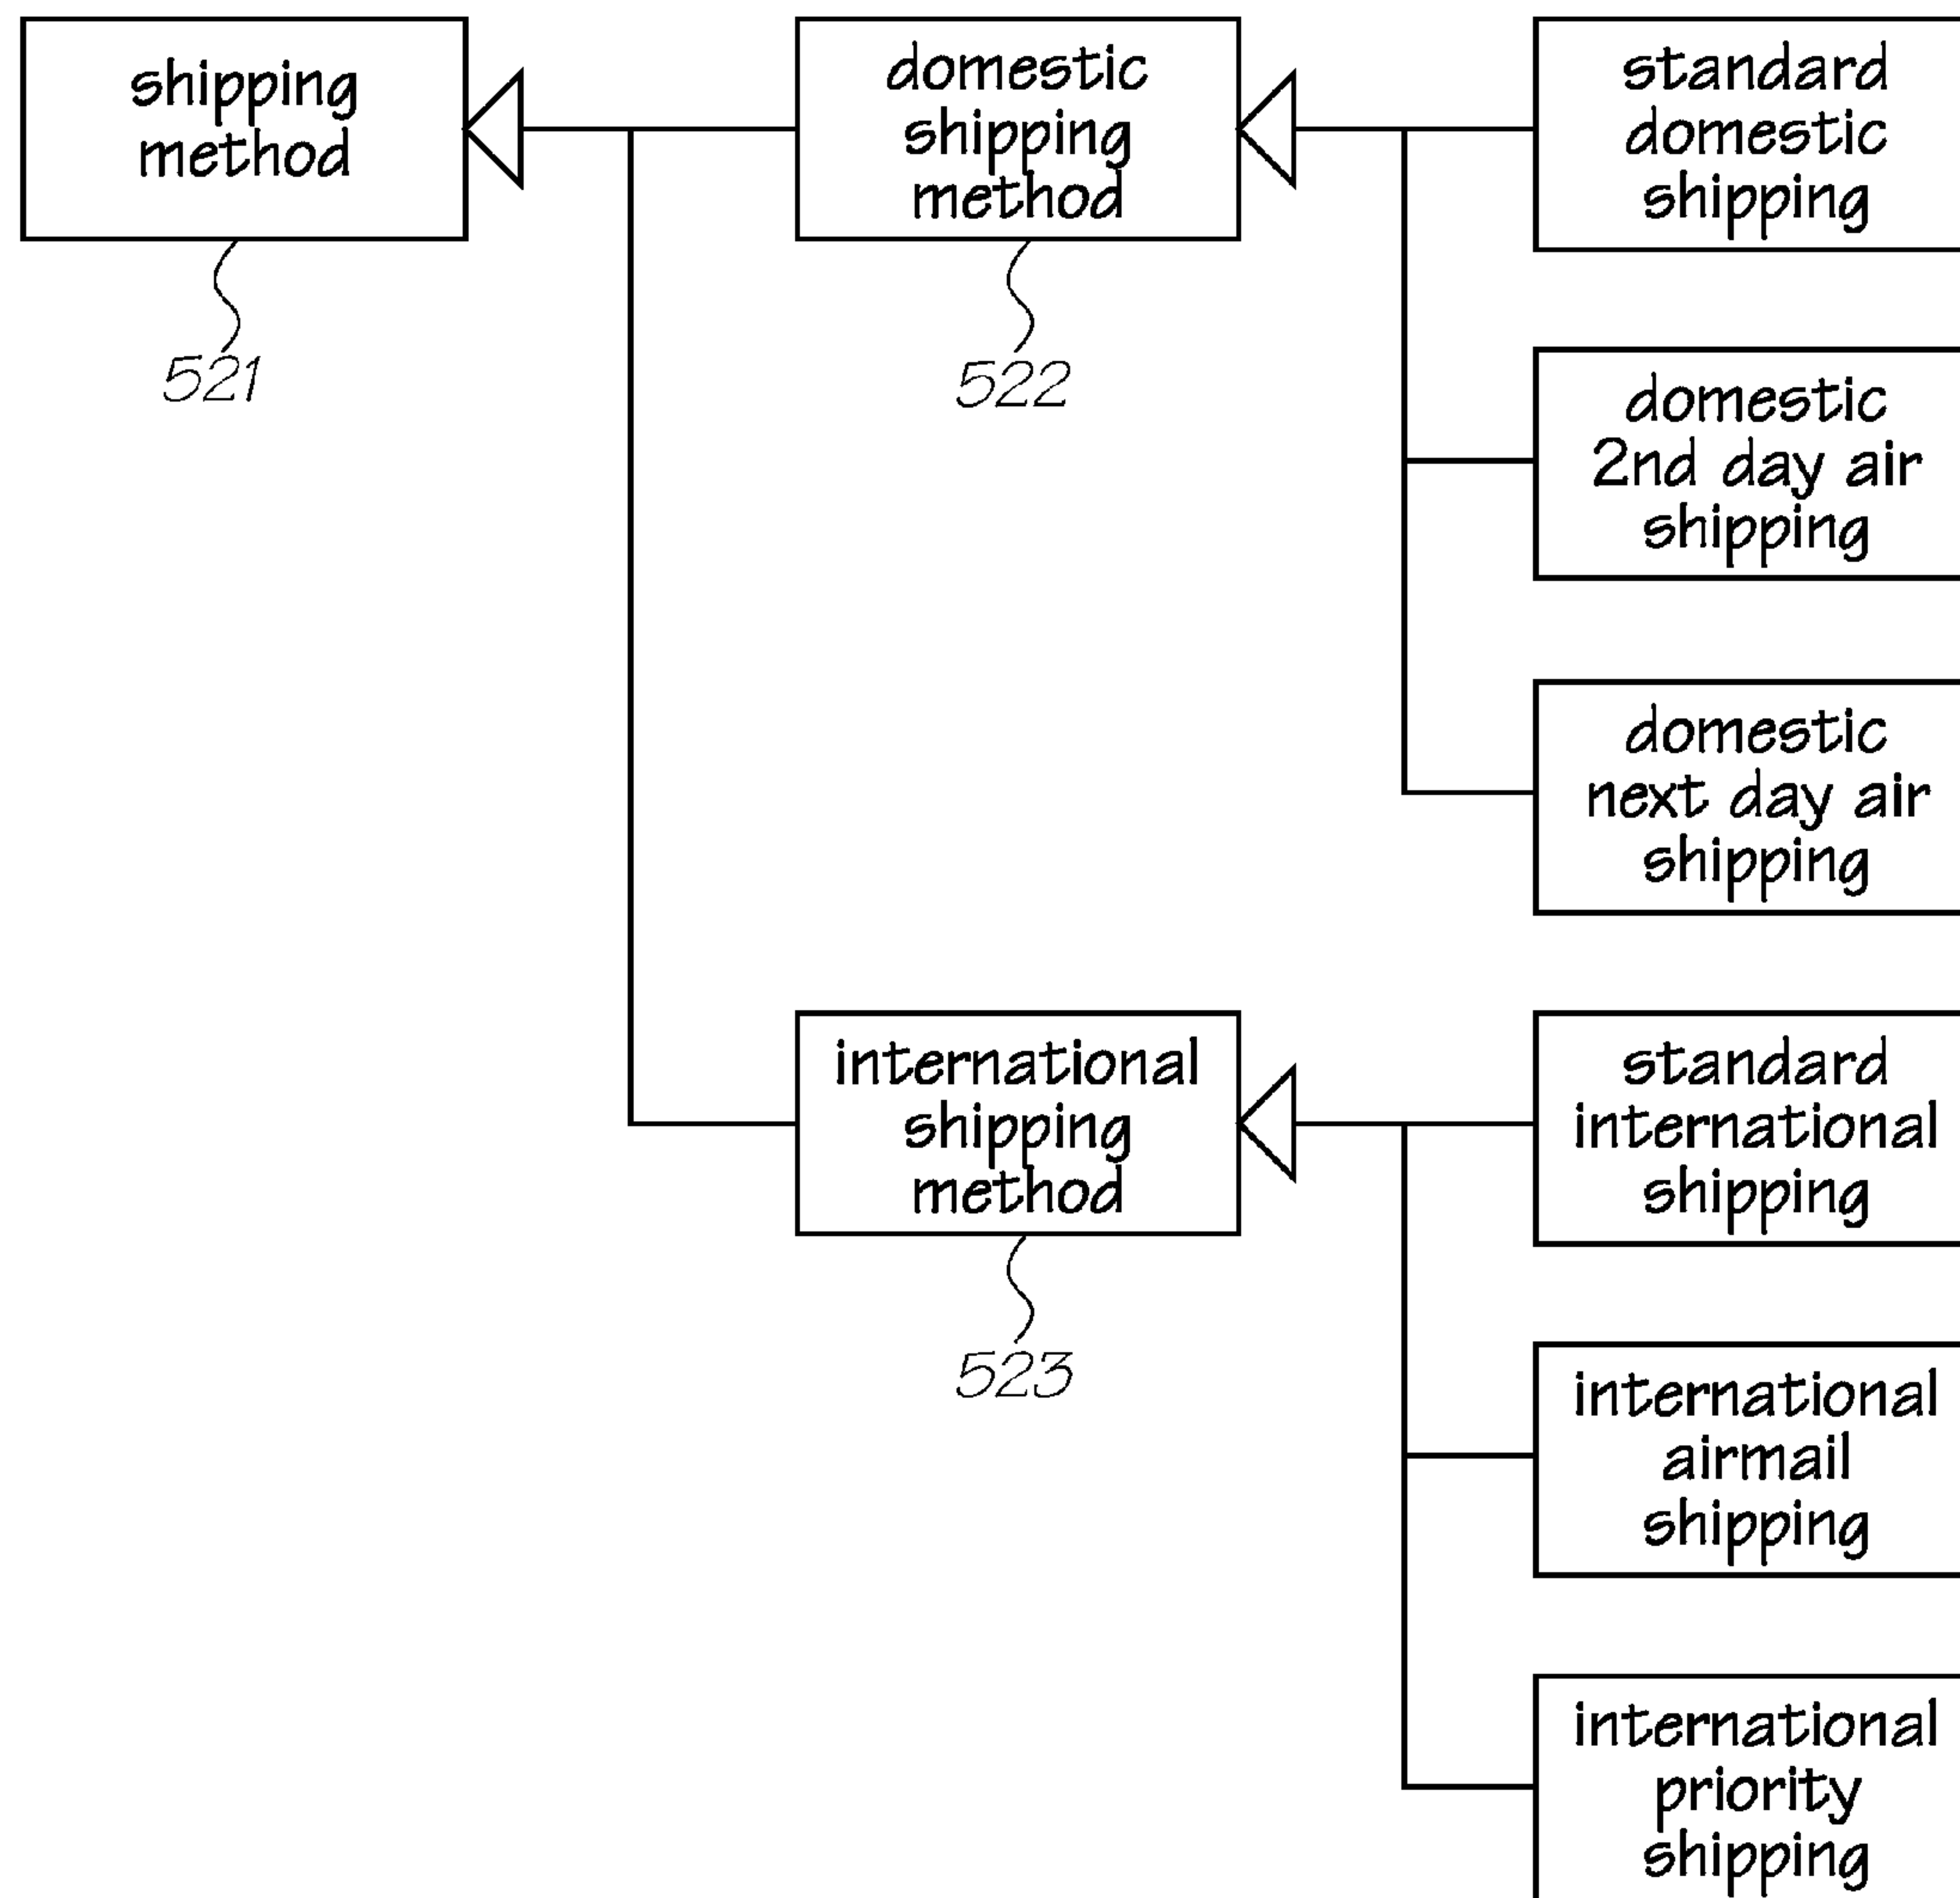 shipping
method
521
domestic
shipping
method
522
standard
domestic
shipping
domestic
2nd day air
shipping
domestic
next day air
shipping
international
shipping
method
523
standard
international
shipping
international
airmail
shipping
international
priority
shipping